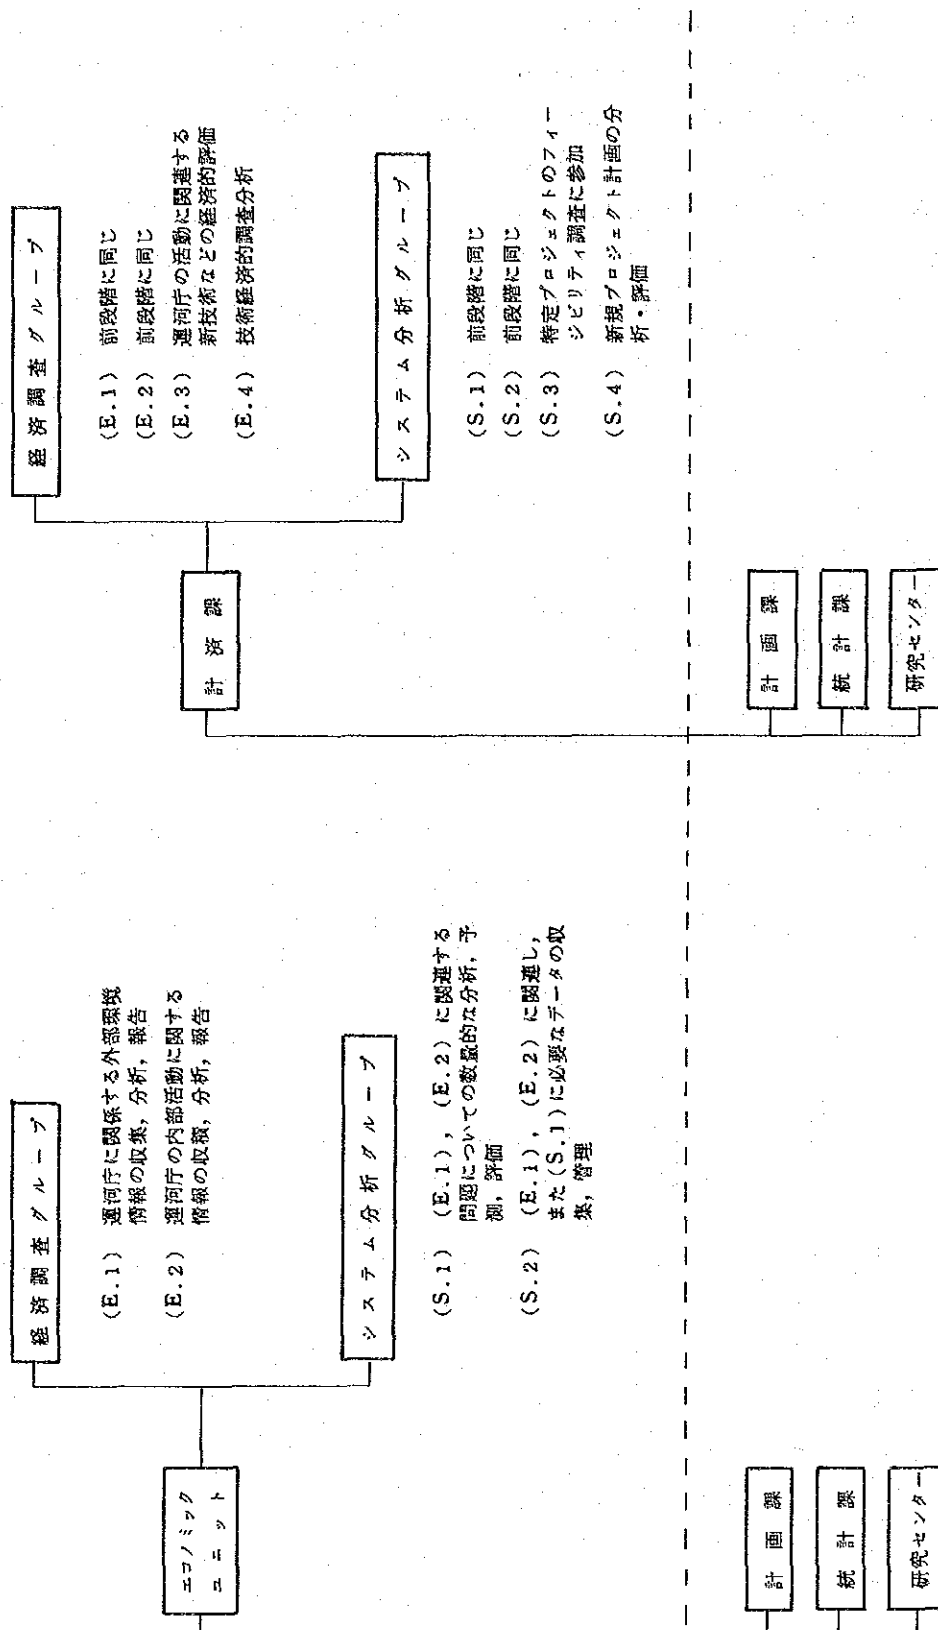 エコノミック
ユニット
経済調査グループ
(E.1) 運河庁に関係する外部環境
情報の収集,分析,報告
(E.2) 運河庁の内部活動に関する
情報の収積,分析,報告
システム分析グループ
(S.1) (E.1),(E.2)に関連する
問題についての数量的な分析,予
測,評価
(S.2) (E.1),(E.2)に関連し,
また(S.1)に必要なデータの収
集,管理
計画課
統計課
研究センター
計済課
経済調査グループ
(E.1) 前段階に同じ
(E.2) 前段階に同じ
(E.3) 運河庁の活動に関連する
新技術などの経済的評価
(E.4) 技術経済的調査分析
システム分析グループ
(S.1) 前段階に同じ
(S.2) 前段階に同じ
(S.3) 特定プロジェクトのフィー
ジビリティ調査に参加
(S.4) 新規プロジェクト計画の分
析・評価
計画課
統計課
研究センター